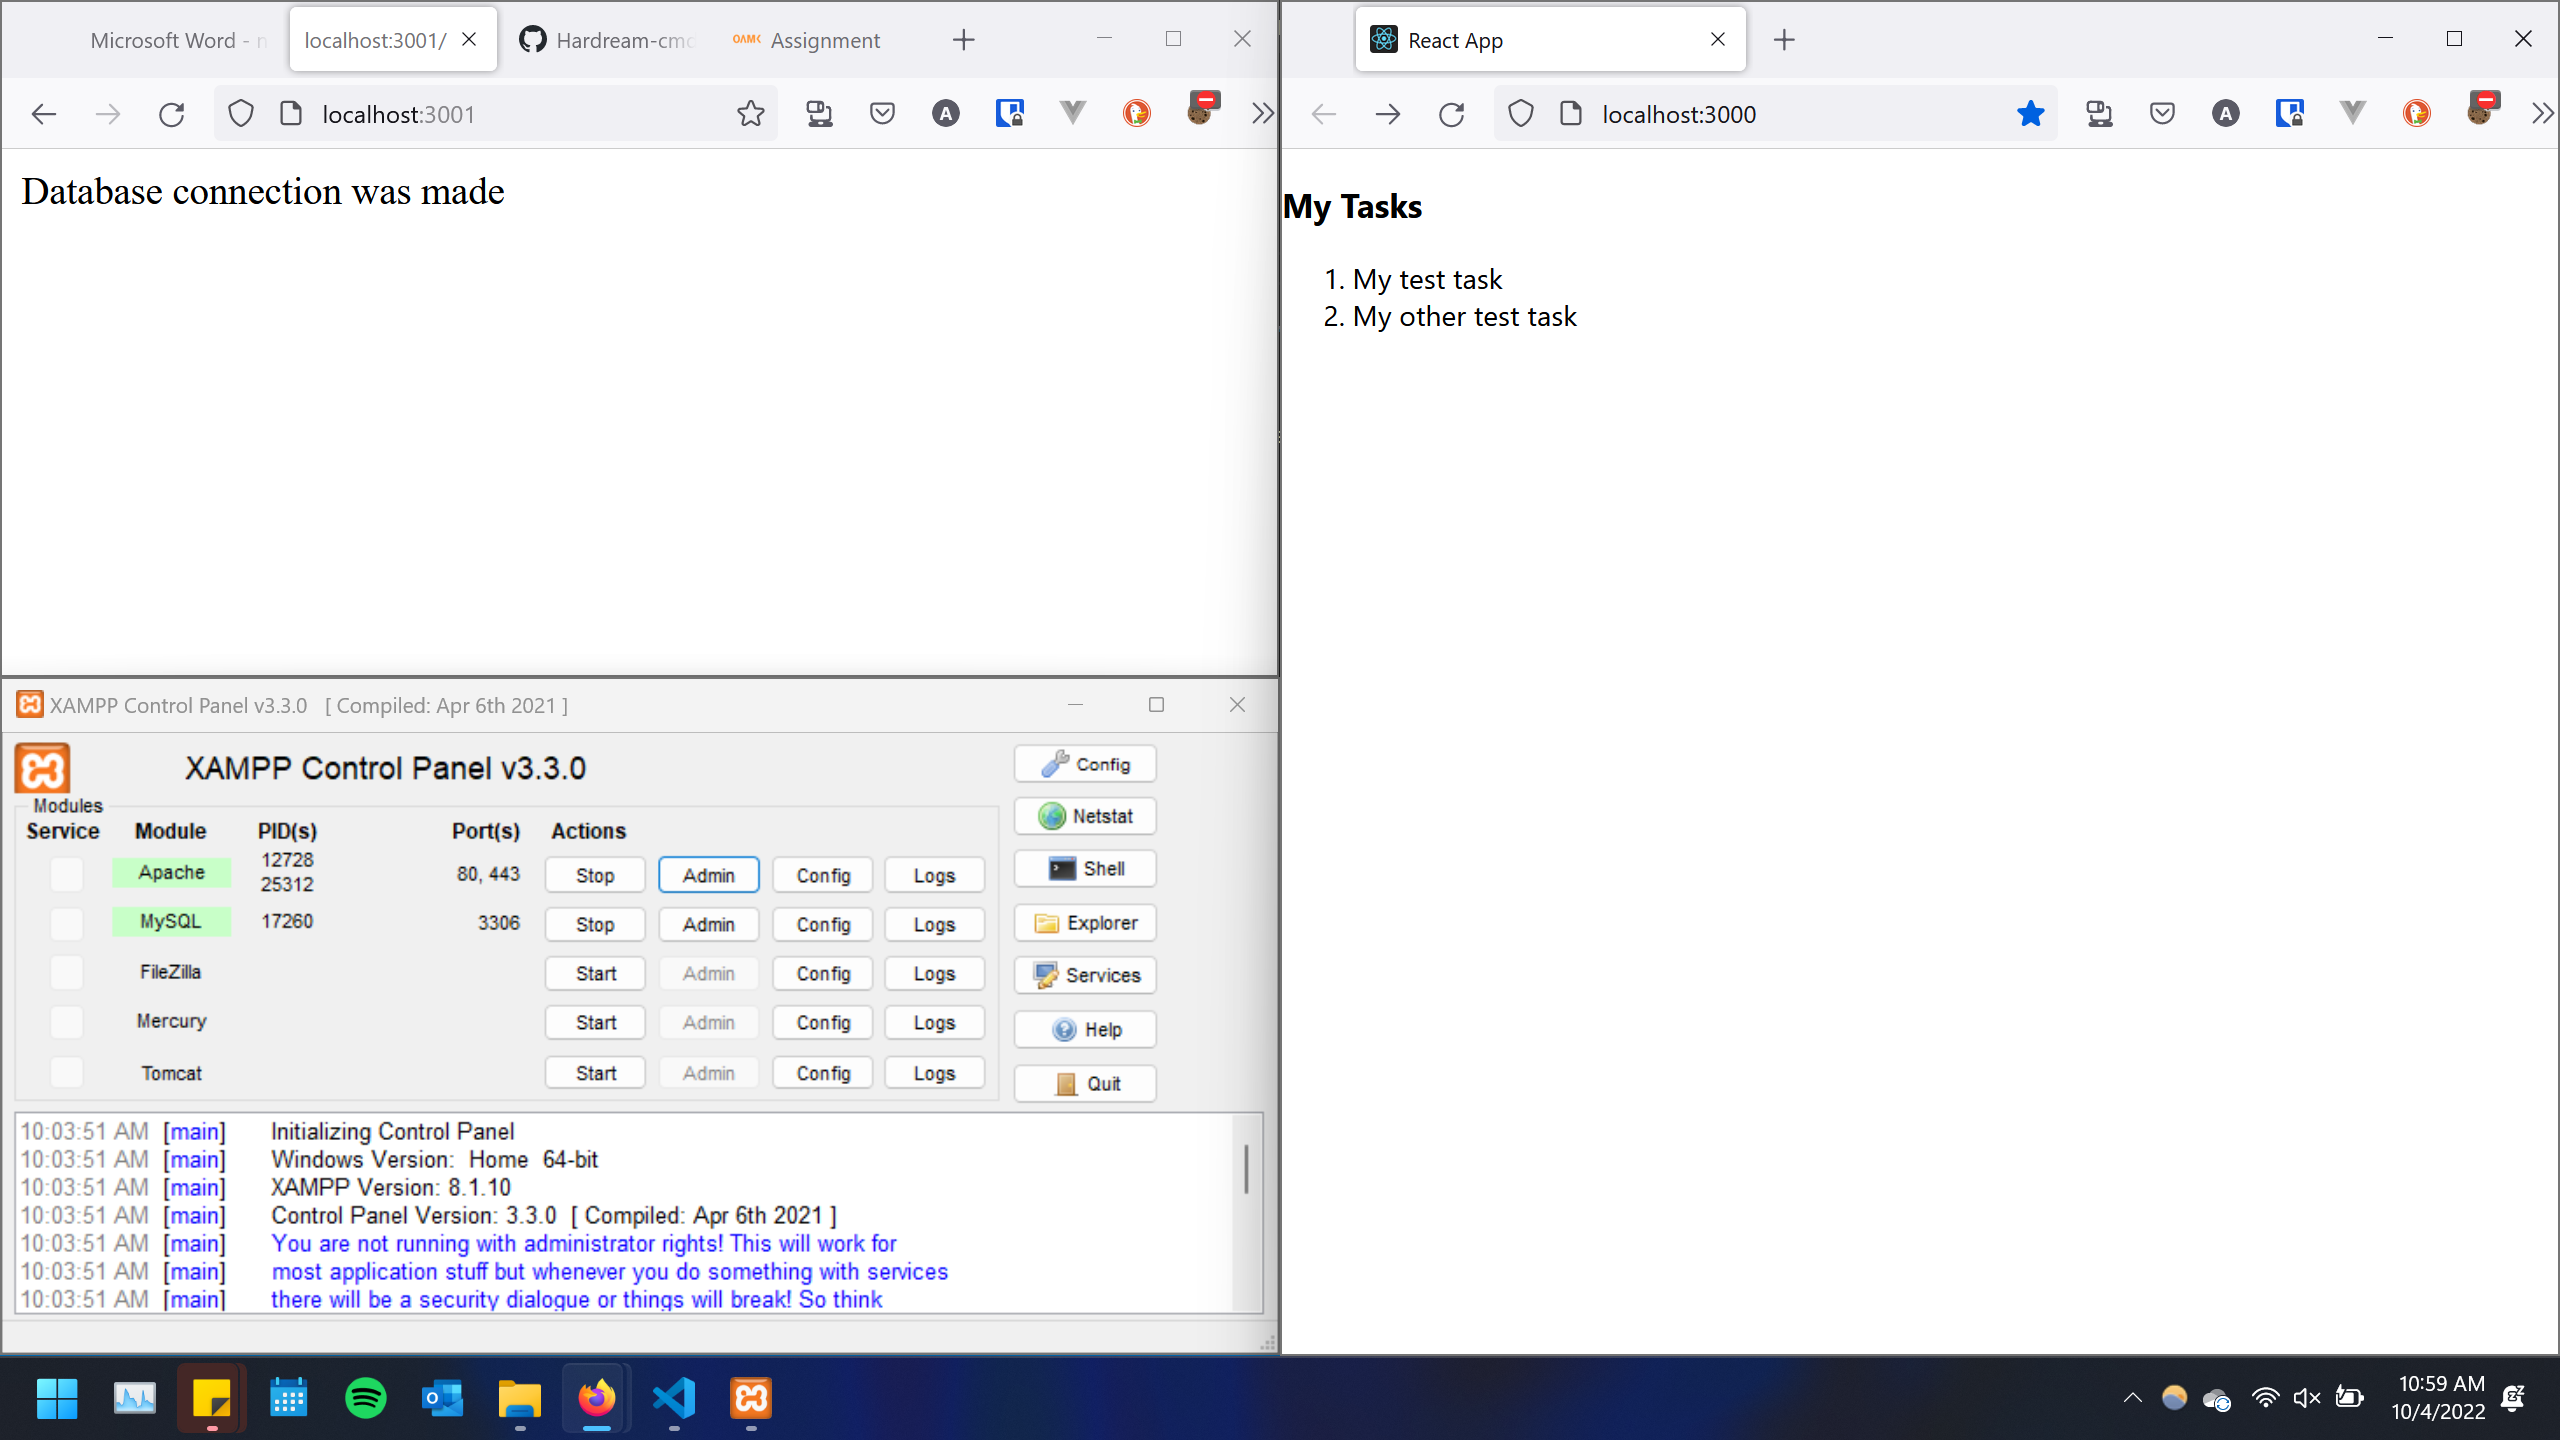 Microsoft Word - n
localhost:3001/
Hardream-cmd
OAMK Assignment
localhost:3001
Database connection was made
React App
localhost:3000
My Tasks
1. My test task
2. My other test task
XAMPP Control Panel v3.3.0 [ Compiled: Apr 6th 2021 ]
XAMPP Control Panel v3.3.0
Modules
Service Module PID(s) Port(s) Actions
Apache 12728 25312 80, 443 Stop Admin Config Logs
MySQL 17260 3306 Stop Admin Config Logs
FileZilla Start Admin Config Logs
Mercury Start Admin Config Logs
Tomcat Start Admin Config Logs
Config
Netstat
Shell
Explorer
Services
Help
Quit
10:03:51 AM [main] Initializing Control Panel
10:03:51 AM [main] Windows Version: Home 64-bit
10:03:51 AM [main] XAMPP Version: 8.1.10
10:03:51 AM [main] Control Panel Version: 3.3.0 [ Compiled: Apr 6th 2021 ]
10:03:51 AM [main] You are not running with administrator rights! This will work for
10:03:51 AM [main] most application stuff but whenever you do something with services
10:03:51 AM [main] there will be a security dialogue or things will break! So think
10:59 AM
10/4/2022